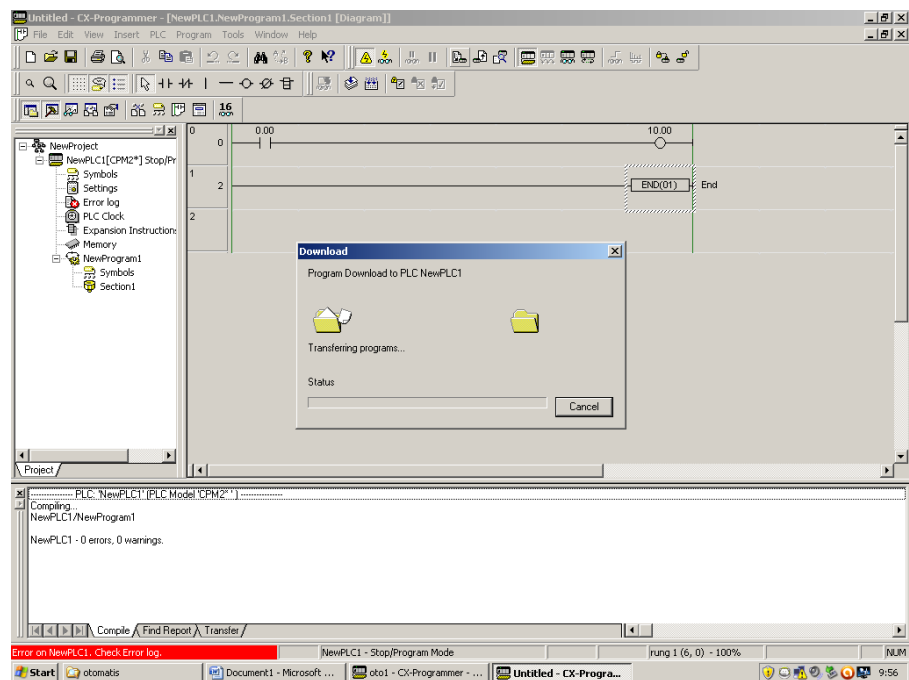 Untitled - CX-Programmer - [NewPLC1.NewProgram1.Section1 [Diagram]]
File Edit View Insert PLC Program Tools Window Help
16
NewProject
NewPLC1[CPM2*] Stop/Pr
Symbols
Settings
Error log
PLC Clock
Expansion Instructions
Memory
NewProgram1
Symbols
Section1
Project
0
0
0.00
10.00
1
2
END(01)
End
2
Download
Program Download to PLC NewPLC1
Transferring programs...
Status
Cancel
--------------- PLC: 'NewPLC1' (PLC Model 'CPM2*') ---------------
Compiling...
NewPLC1/NewProgram1
NewPLC1 - 0 errors, 0 warnings.
Compile Find Report Transfer
Error on NewPLC1. Check Error log.
NewPLC1 - Stop/Program Mode
rung 1 (6, 0) - 100%
NUM
Start
otomatis
Document1 - Microsoft ...
oto1 - CX-Programmer - ...
Untitled - CX-Progra...
9:56